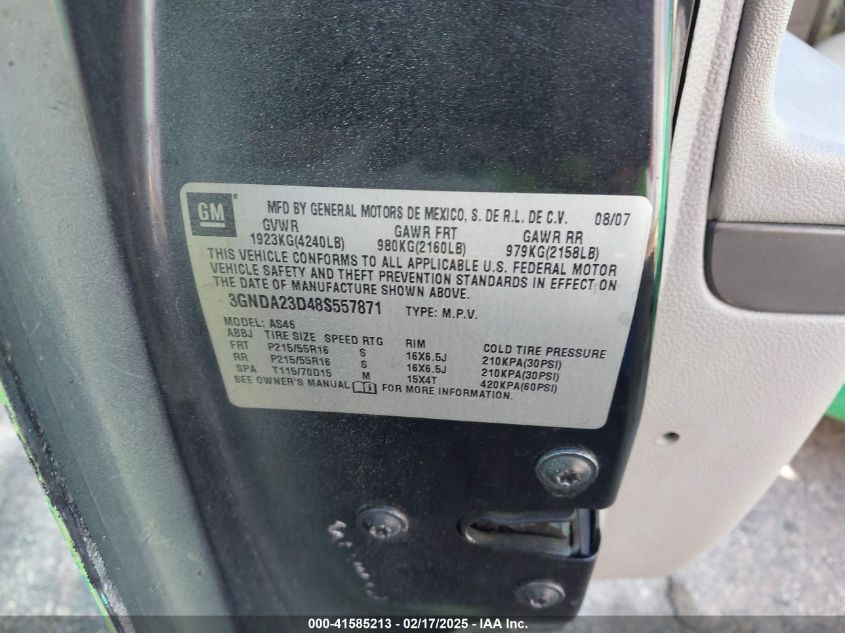 GM
MFD BY GENERAL MOTORS DE MEXICO, S. DE R.L. DE C.V. 08/07
GVWR GAWR FRT GAWR RR
1923KG(4240LB) 980KG(2160LB) 979KG(2158LB)
THIS VEHICLE CONFORMS TO ALL APPLICABLE U.S. FEDERAL MOTOR
VEHICLE SAFETY AND THEFT PREVENTION STANDARDS IN EFFECT ON
THE DATE OF MANUFACTURE SHOWN ABOVE.
3GNDA23D48S557871 TYPE: M.P.V.
MODEL: AS46
ABBJ TIRE SIZE SPEED RTG RIM COLD TIRE PRESSURE
FRT P215/55R16 S 16X6.5J 210KPA(30PSI)
RR P215/55R16 S 16X6.5J 210KPA(30PSI)
SPA T115/70D15 M 15X4T 420KPA(60PSI)
SEE OWNER'S MANUAL FOR MORE INFORMATION.
000-41585213 - 02/17/2025 - IAA, Inc.